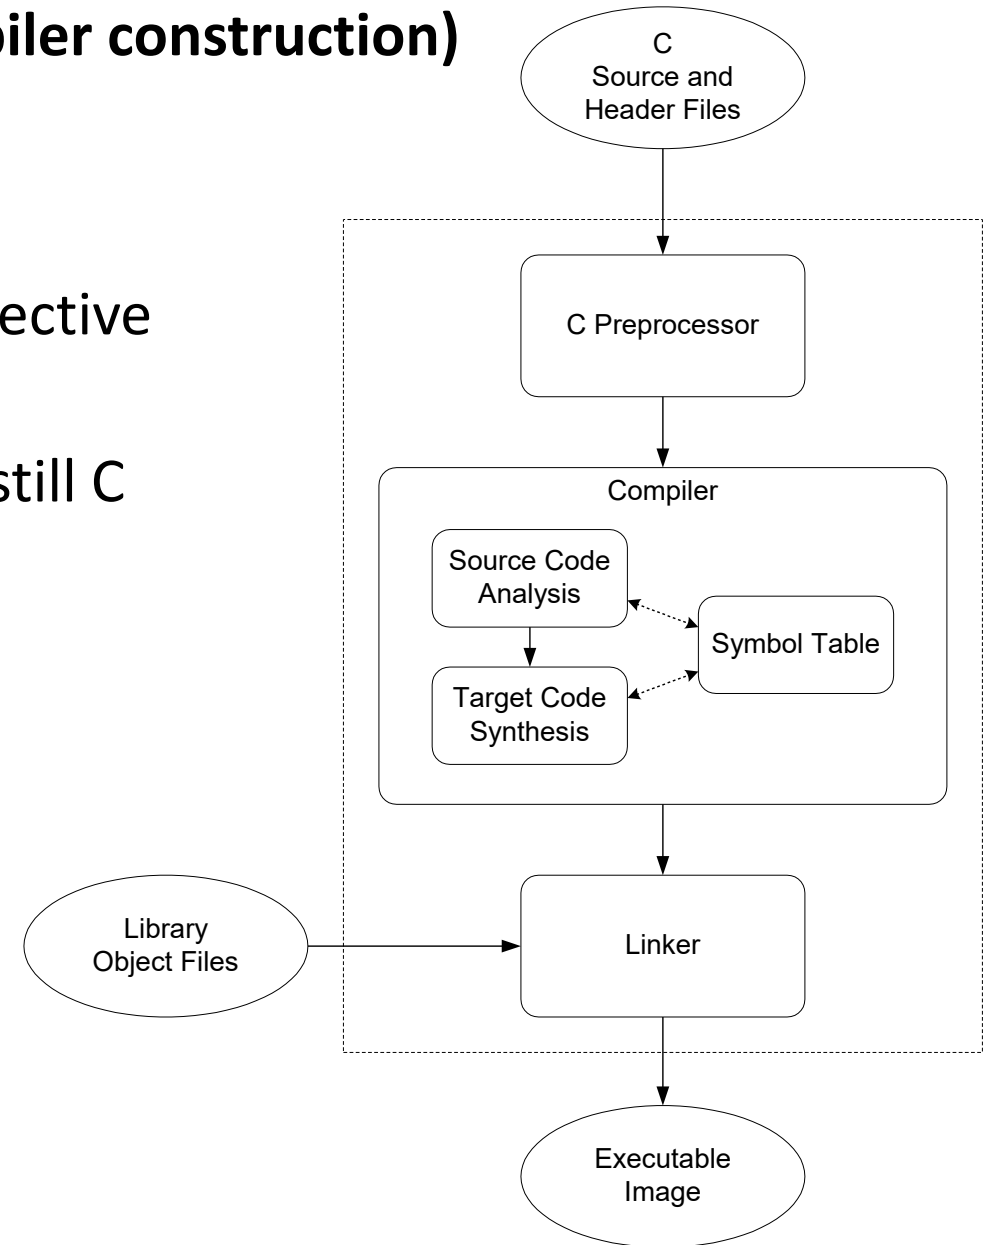 piler construction)
ective
still C
C
Source and
Header Files
C Preprocessor
Compiler
Source Code
Analysis
Symbol Table
Target Code
Synthesis
Library
Object Files
Linker
Executable
Image